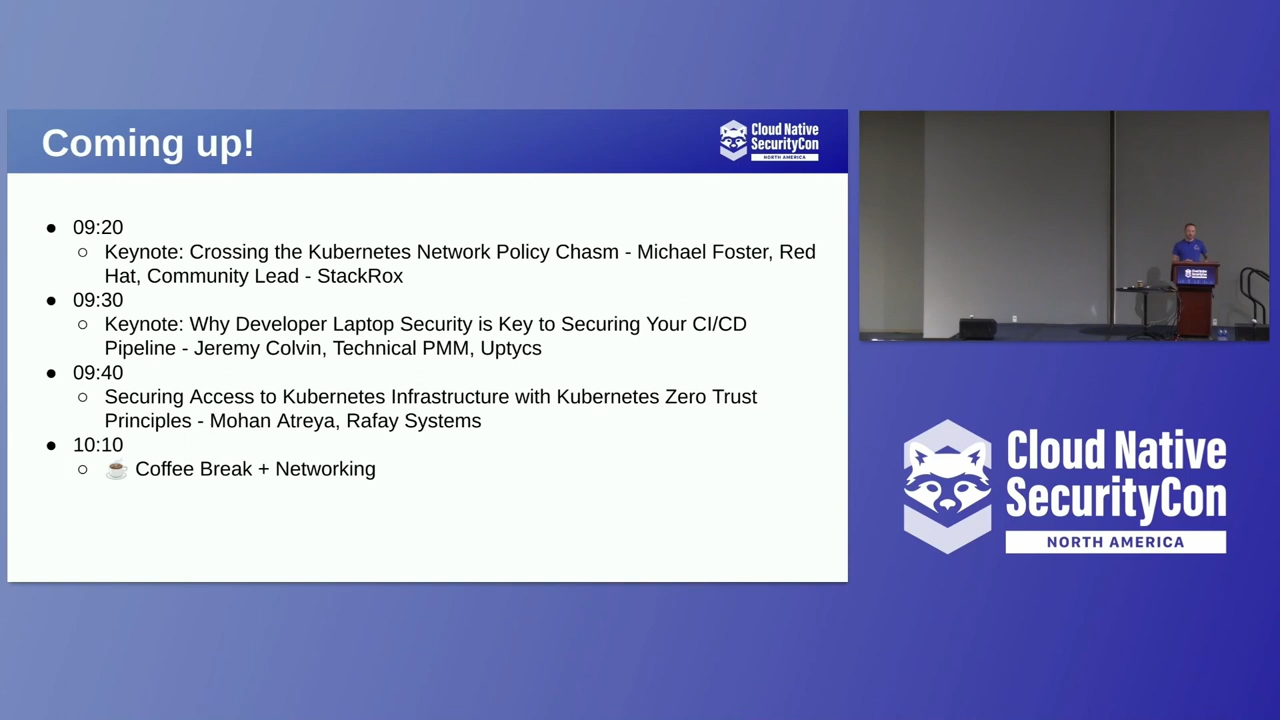 Coming up!
Cloud Native
SecurityCon
NORTH AMERICA
● 09:20
○ Keynote: Crossing the Kubernetes Network Policy Chasm - Michael Foster, Red
Hat, Community Lead - StackRox
● 09:30
○ Keynote: Why Developer Laptop Security is Key to Securing Your CI/CD
Pipeline - Jeremy Colvin, Technical PMM, Uptycs
● 09:40
○ Securing Access to Kubernetes Infrastructure with Kubernetes Zero Trust
Principles - Mohan Atreya, Rafay Systems
● 10:10
○ ☕ Coffee Break + Networking
Cloud Native
SecurityCon
Cloud Native
SecurityCon
NORTH AMERICA